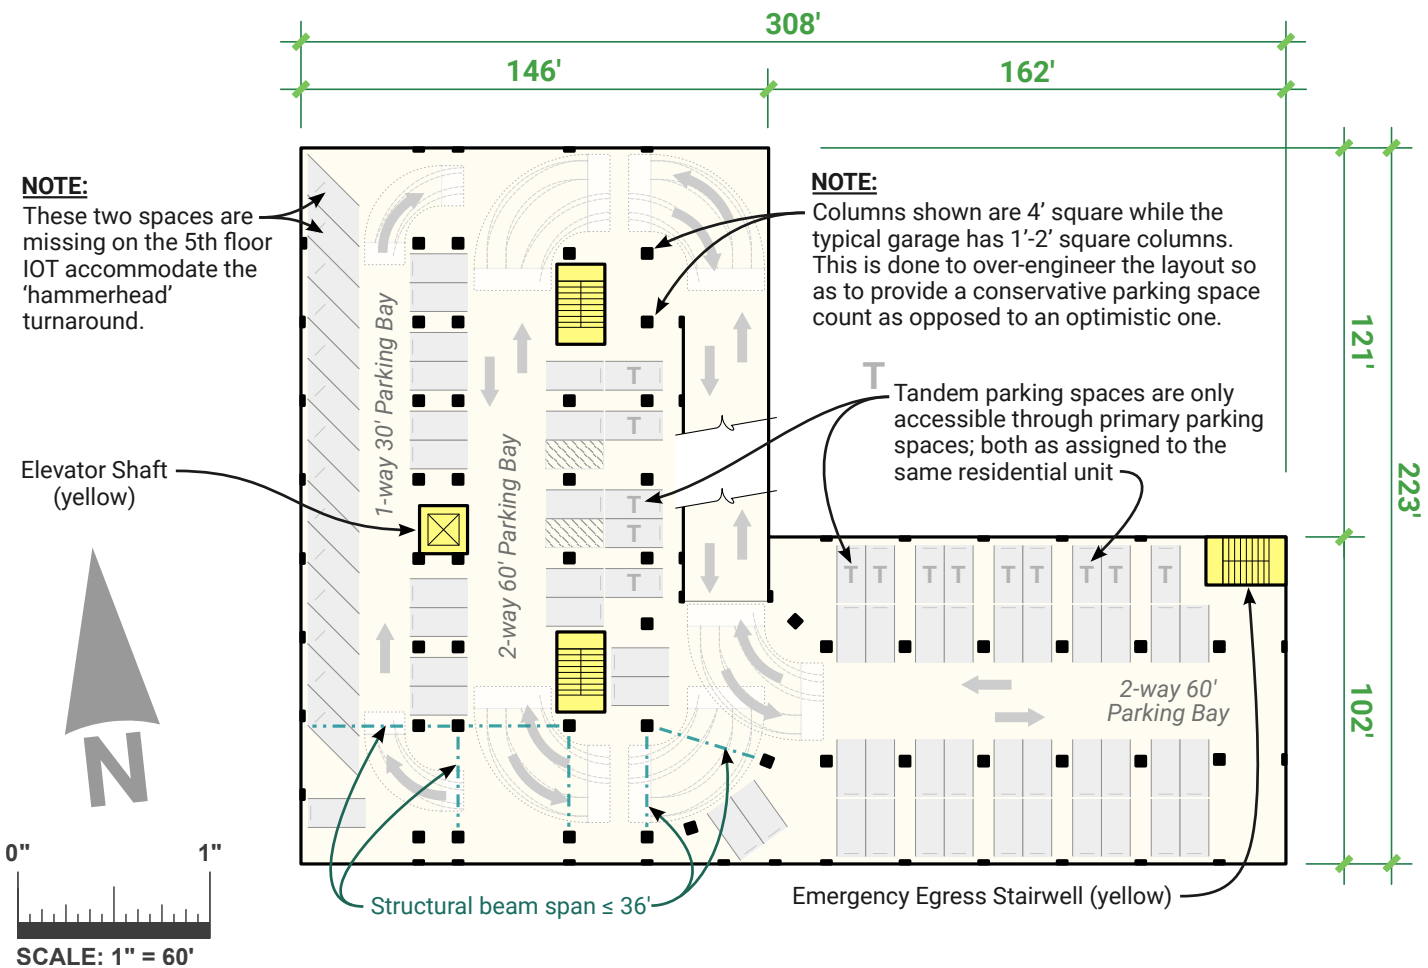 308'
146'
162'
NOTE:
These two spaces are
missing on the 5th floor
IOT accommodate the
‘hammerhead’
turnaround.
NOTE:
Columns shown are 4’ square while the
typical garage has 1’-2’ square columns.
This is done to over-engineer the layout so
as to provide a conservative parking space
count as opposed to an optimistic one.
121'
223'
102'
T
Tandem parking spaces are only
accessible through primary parking
spaces; both as assigned to the
same residential unit
1-way 30' Parking Bay
2-way 60' Parking Bay
T
T
T
T
T
Elevator Shaft
(yellow)
T T T T T T T T T
2-way 60'
Parking Bay
N
0" 1"
SCALE: 1" = 60'
Structural beam span ≤ 36'
Emergency Egress Stairwell (yellow)